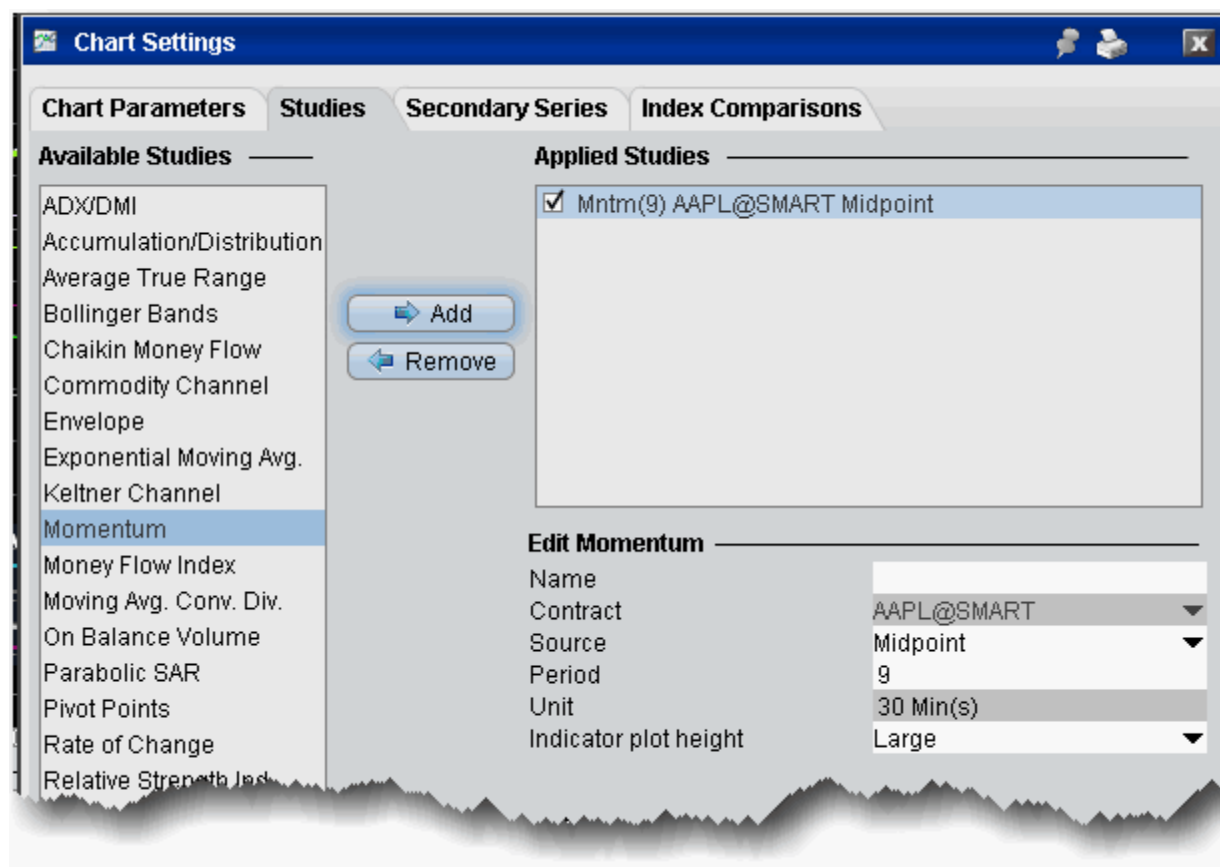 Chart Settings
Chart Parameters Studies Secondary Series Index Comparisons
Available Studies
ADX/DMI
Accumulation/Distribution
Average True Range
Bollinger Bands
Chaikin Money Flow
Commodity Channel
Envelope
Exponential Moving Avg.
Keltner Channel
Momentum
Money Flow Index
Moving Avg. Conv. Div.
On Balance Volume
Parabolic SAR
Pivot Points
Rate of Change
Relative Strength Ind
Add
Remove
Applied Studies
Mntm(9) AAPL@SMART Midpoint
Edit Momentum
Name
Contract AAPL@SMART
Source Midpoint
Period 9
Unit 30 Min(s)
Indicator plot height Large